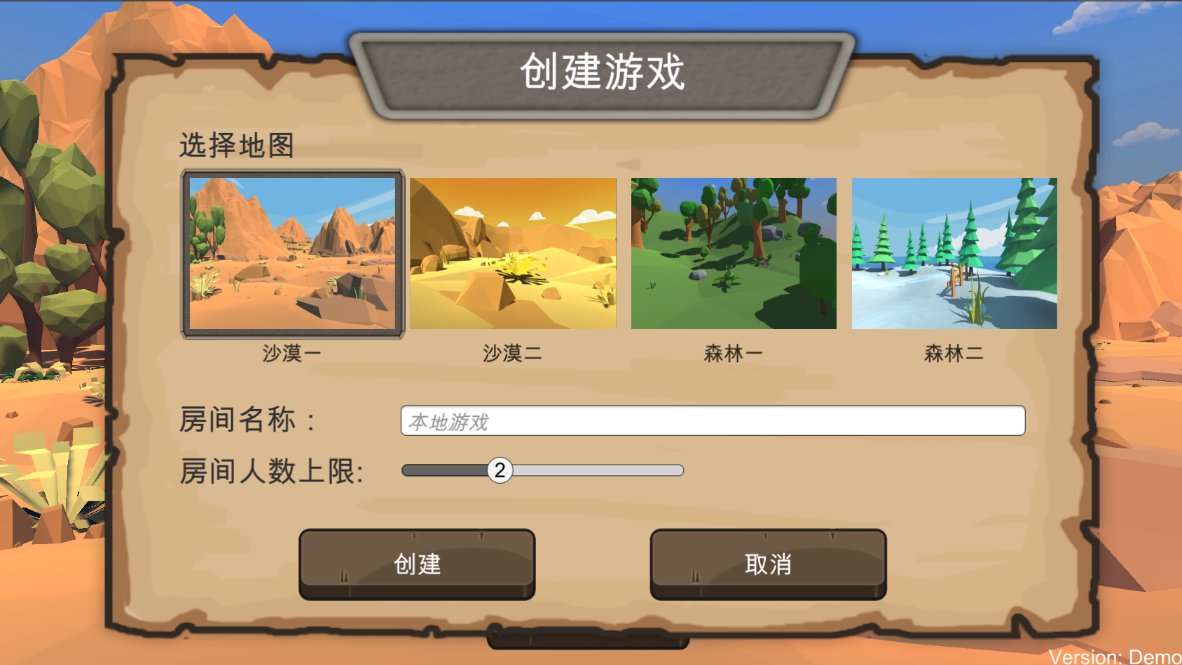 创建游戏
选择地图
沙漠一 沙漠二 森林一 森林二
房间名称：
本地游戏
房间人数上限:
2
创建 取消
Version: Demo